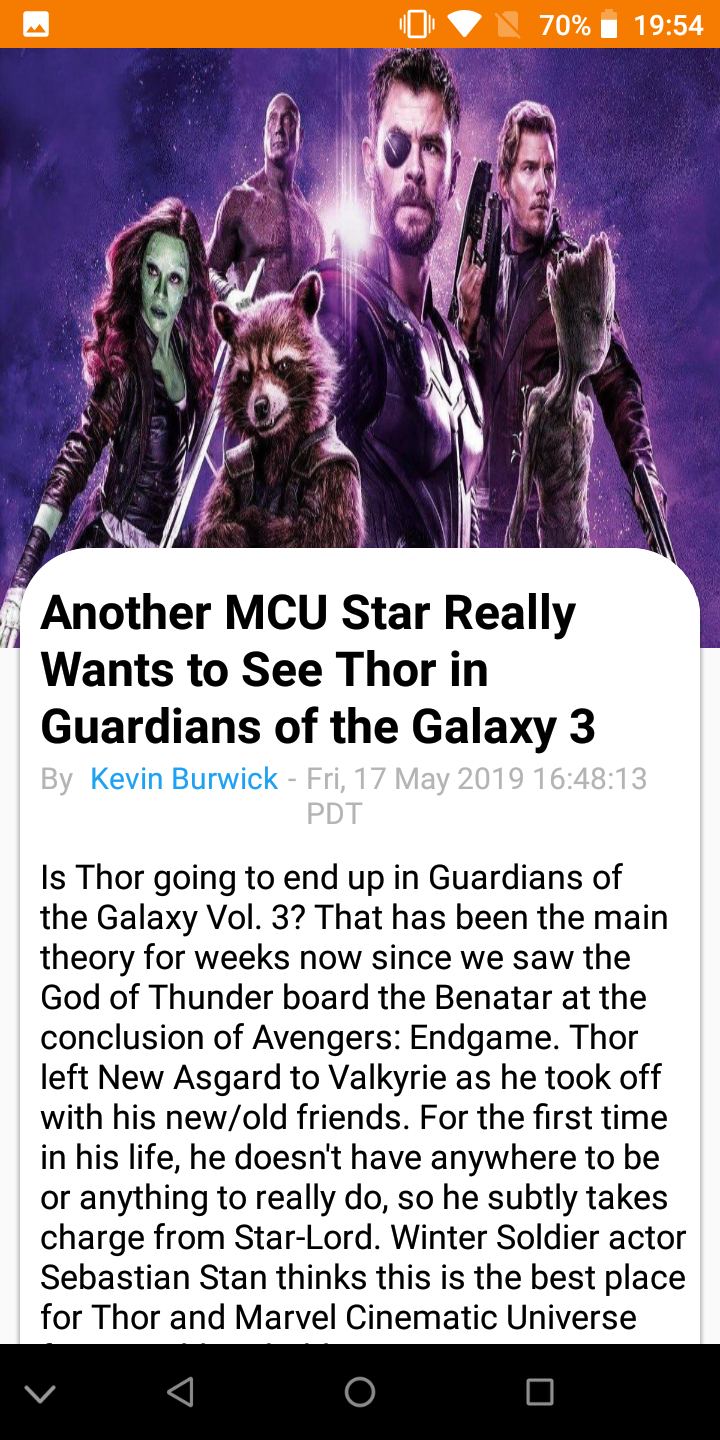 70% 19:54
Another MCU Star Really
Wants to See Thor in
Guardians of the Galaxy 3
By Kevin Burwick - Fri, 17 May 2019 16:48:13
PDT
Is Thor going to end up in Guardians of
the Galaxy Vol. 3? That has been the main
theory for weeks now since we saw the
God of Thunder board the Benatar at the
conclusion of Avengers: Endgame. Thor
left New Asgard to Valkyrie as he took off
with his new/old friends. For the first time
in his life, he doesn't have anywhere to be
or anything to really do, so he subtly takes
charge from Star-Lord. Winter Soldier actor
Sebastian Stan thinks this is the best place
for Thor and Marvel Cinematic Universe